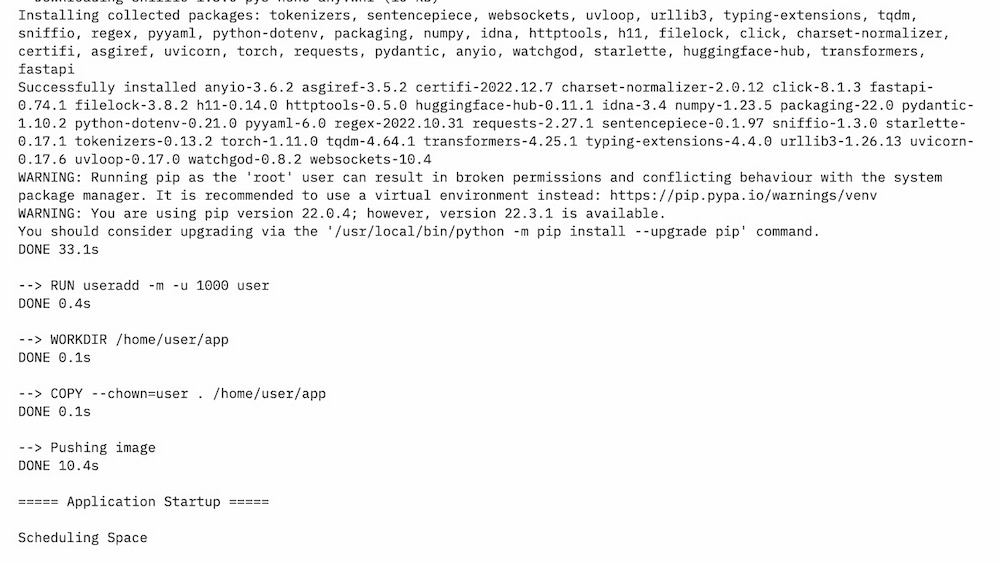 Installing collected packages: tokenizers, sentencepiece, websockets, uvloop, urllib3, typing-extensions, tqdm,
sniffio, regex, pyyaml, python-dotenv, packaging, numpy, idna, httptools, h11, filelock, click, charset-normalizer,
certifi, asgiref, uvicorn, torch, requests, pydantic, anyio, watchgod, starlette, huggingface-hub, transformers,
fastapi
Successfully installed anyio-3.6.2 asgiref-3.5.2 certifi-2022.12.7 charset-normalizer-2.0.12 click-8.1.3 fastapi-
0.74.1 filelock-3.8.2 h11-0.14.0 httptools-0.5.0 huggingface-hub-0.11.1 idna-3.4 numpy-1.23.5 packaging-22.0 pydantic-
1.10.2 python-dotenv-0.21.0 pyyaml-6.0 regex-2022.10.31 requests-2.27.1 sentencepiece-0.1.97 sniffio-1.3.0 starlette-
0.17.1 tokenizers-0.13.2 torch-1.11.0 tqdm-4.64.1 transformers-4.25.1 typing-extensions-4.4.0 urllib3-1.26.13 uvicorn-
0.17.6 uvloop-0.17.0 watchgod-0.8.2 websockets-10.4
WARNING: Running pip as the 'root' user can result in broken permissions and conflicting behaviour with the system
package manager. It is recommended to use a virtual environment instead: https://pip.pypa.io/warnings/venv
WARNING: You are using pip version 22.0.4; however, version 22.3.1 is available.
You should consider upgrading via the '/usr/local/bin/python -m pip install --upgrade pip' command.
DONE 33.1s
--> RUN useradd -m -u 1000 user
DONE 0.4s
--> WORKDIR /home/user/app
DONE 0.1s
--> COPY --chown=user . /home/user/app
DONE 0.1s
--> Pushing image
DONE 10.4s
===== Application Startup =====
Scheduling Space